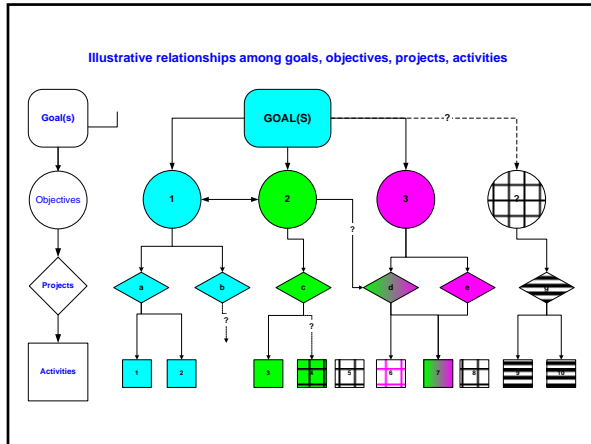 Illustrative relationships among goals, objectives, projects, activities
Goal(s)
GOAL(S)
?
Objectives
1
2
3
?
?
Projects
a
b
c
d
e
g
?
?
Activities
1
2
3
4
5
6
7
8
9
10